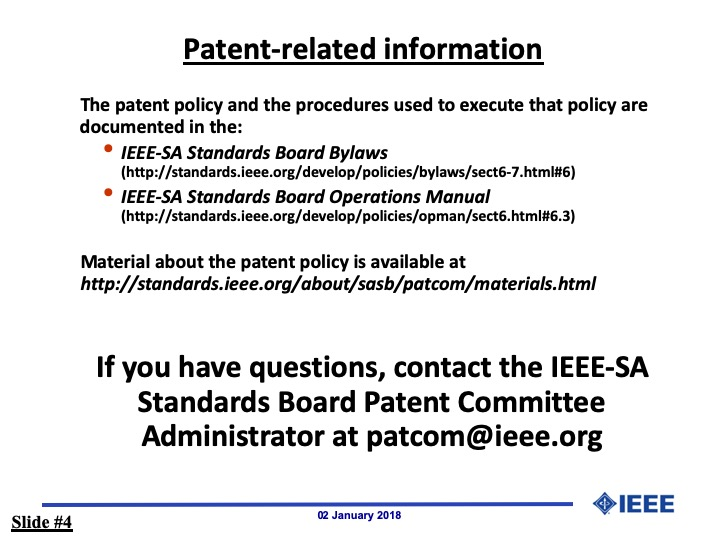 Patent-related information
The patent policy and the procedures used to execute that policy are
documented in the:
• IEEE-SA Standards Board Bylaws
(http://standards.ieee.org/develop/policies/bylaws/sect6-7.html#6)
• IEEE-SA Standards Board Operations Manual
(http://standards.ieee.org/develop/policies/opman/sect6.html#6.3)
Material about the patent policy is available at
http://standards.ieee.org/about/sasb/patcom/materials.html
If you have questions, contact the IEEE-SA
Standards Board Patent Committee
Administrator at patcom@ieee.org
Slide #4
02 January 2018
IEEE